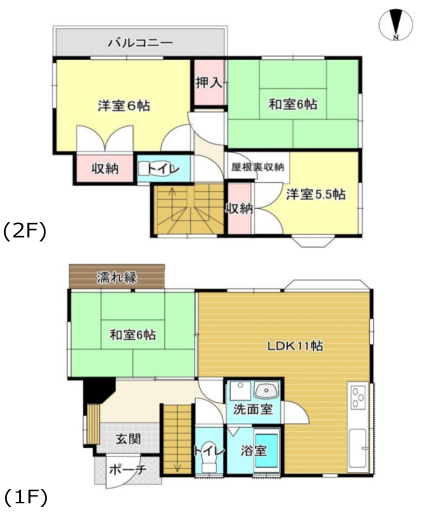 N
バルコニー
押入
洋室6帖
和室6帖
収納
トイレ
屋根裏収納
収納
洋室5.5帖
(2F)
濡れ縁
和室6帖
LDK11帖
洗面室
玄関
トイレ
浴室
ポーチ
(1F)